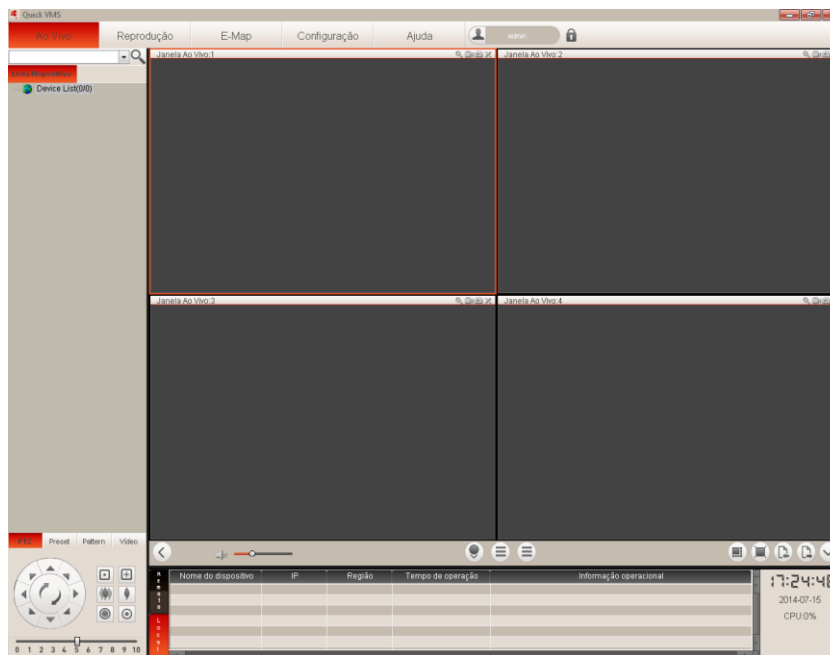 Quick VMS
Ao Vivo Reprodução E-Map Configuração Ajuda admin
Janela Ao Vivo:1 Janela Ao Vivo:2
Lista Dispositivo
Device List(0/0)
Janela Ao Vivo:3 Janela Ao Vivo:4
PTZ Preset Pattern Vídeo
Nome do dispositivo IP Região Tempo de operação Informação operacional
Remoto
Local
17:24:48
2014-07-15
CPU:0%
0 1 2 3 4 5 6 7 8 9 10